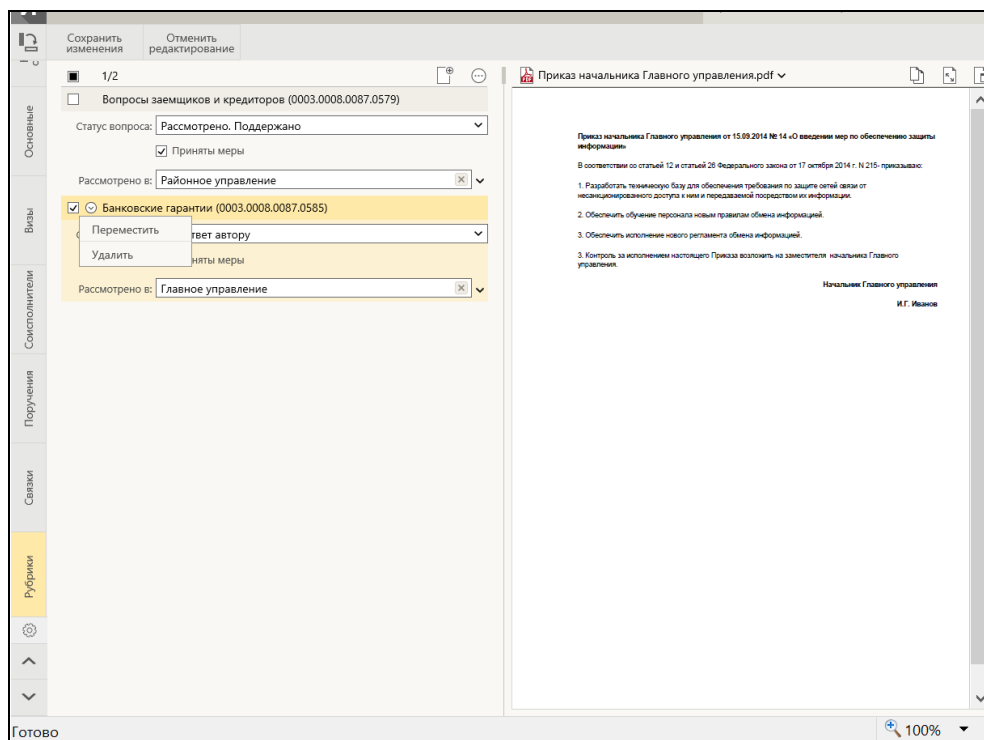 Сохранить изменения
Отменить редактирование
1/2
Вопросы заемщиков и кредиторов (0003.0008.0087.0579)
Статус вопроса: Рассмотрено. Поддержано
Приняты меры
Рассмотрено в: Районное управление
Банковские гарантии (0003.0008.0087.0585)
Переместить
твет автору
Удалить
няты меры
Рассмотрено в: Главное управление
Основные
Визы
Соисполнители
Поручения
Связки
Рубрики
Приказ начальника Главного управления.pdf
Приказ начальника Главного управления от 15.09.2014 № 14 «О введении мер по обеспечению защиты
информации»
В соответствии со статьей 12 и статьей 26 Федерального закона от 17 октября 2014 г. N 215- приказываю:
1. Разработать техническую базу для обеспечения требования по защите сетей связи от
несанкционированного доступа к ним и передаваемой посредством их информации.
2. Обеспечить обучение персонала новым правилам обмена информацией.
3. Обеспечить исполнение нового регламента обмена информацией.
3. Контроль за исполнением настоящего Приказа возложить на заместителя начальника Главного
управления.
Начальник Главного управления
И.Г. Иванов
Готово
100%